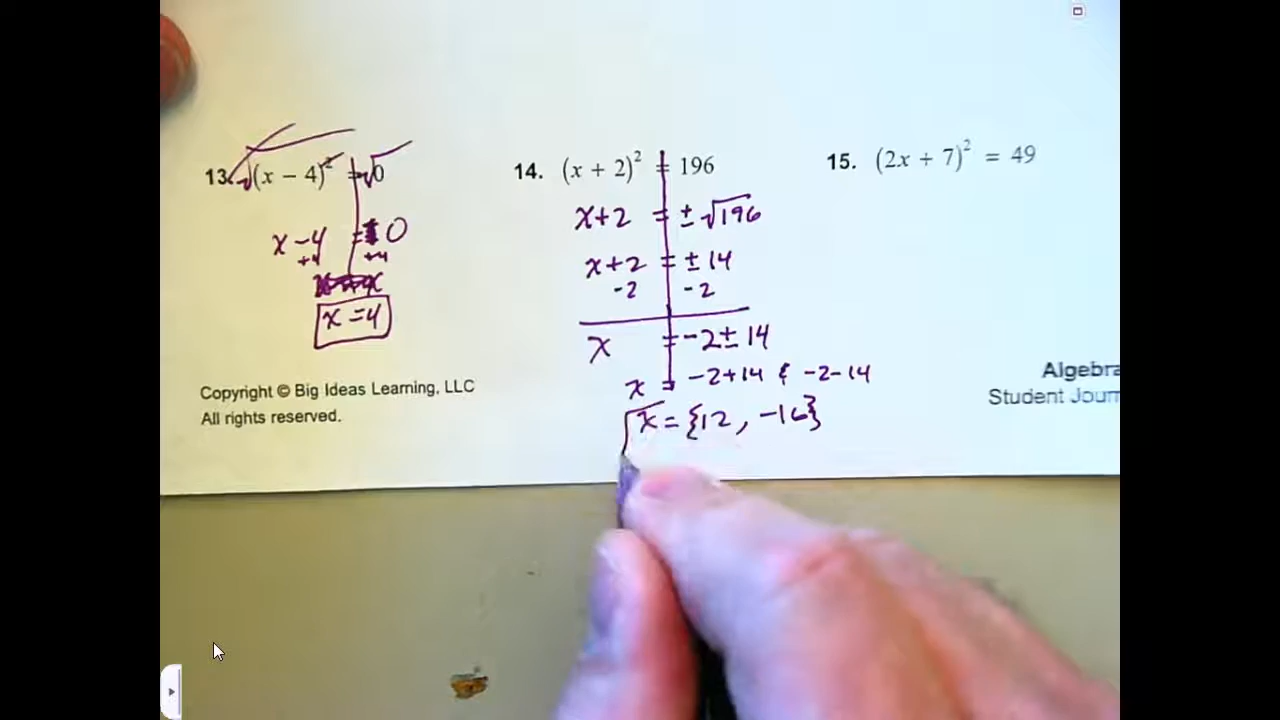 13. √(x − 4)² = √0
x − 4 = 0
+4 +4
x = 4
14. (x + 2)² = 196
x + 2 = ± √196
x + 2 = ± 14
-2 -2
x = -2 ± 14
x = -2+14 & -2-14
x = {12, -16}
15. (2x + 7)² = 49
Copyright © Big Ideas Learning, LLC
All rights reserved.
Algebra
Student Journ